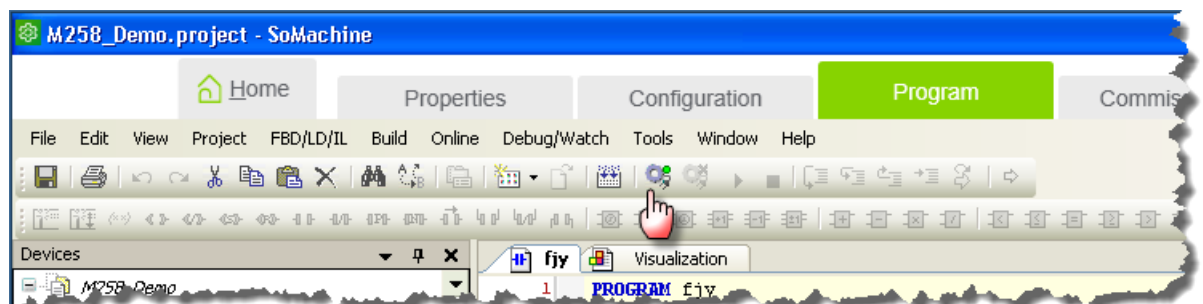 M258_Demo.project - SoMachine
Home Properties Configuration Program Commis
File Edit View Project FBD/LD/IL Build Online Debug/Watch Tools Window Help
Devices fjy Visualization
M258_Demo 1 PROGRAM fjy